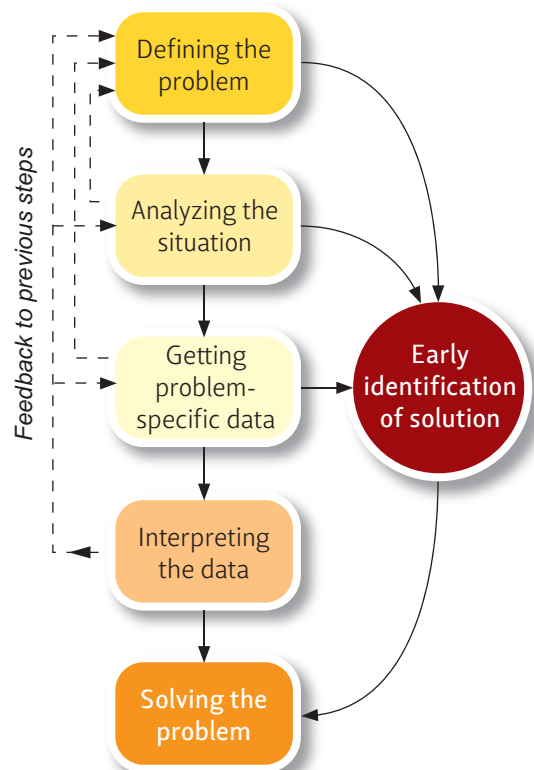 Defining the
problem
Analyzing the
situation
Getting
problem-
specific data
Interpreting
the data
Solving the
problem
Early
identification
of solution
Feedback to previous steps